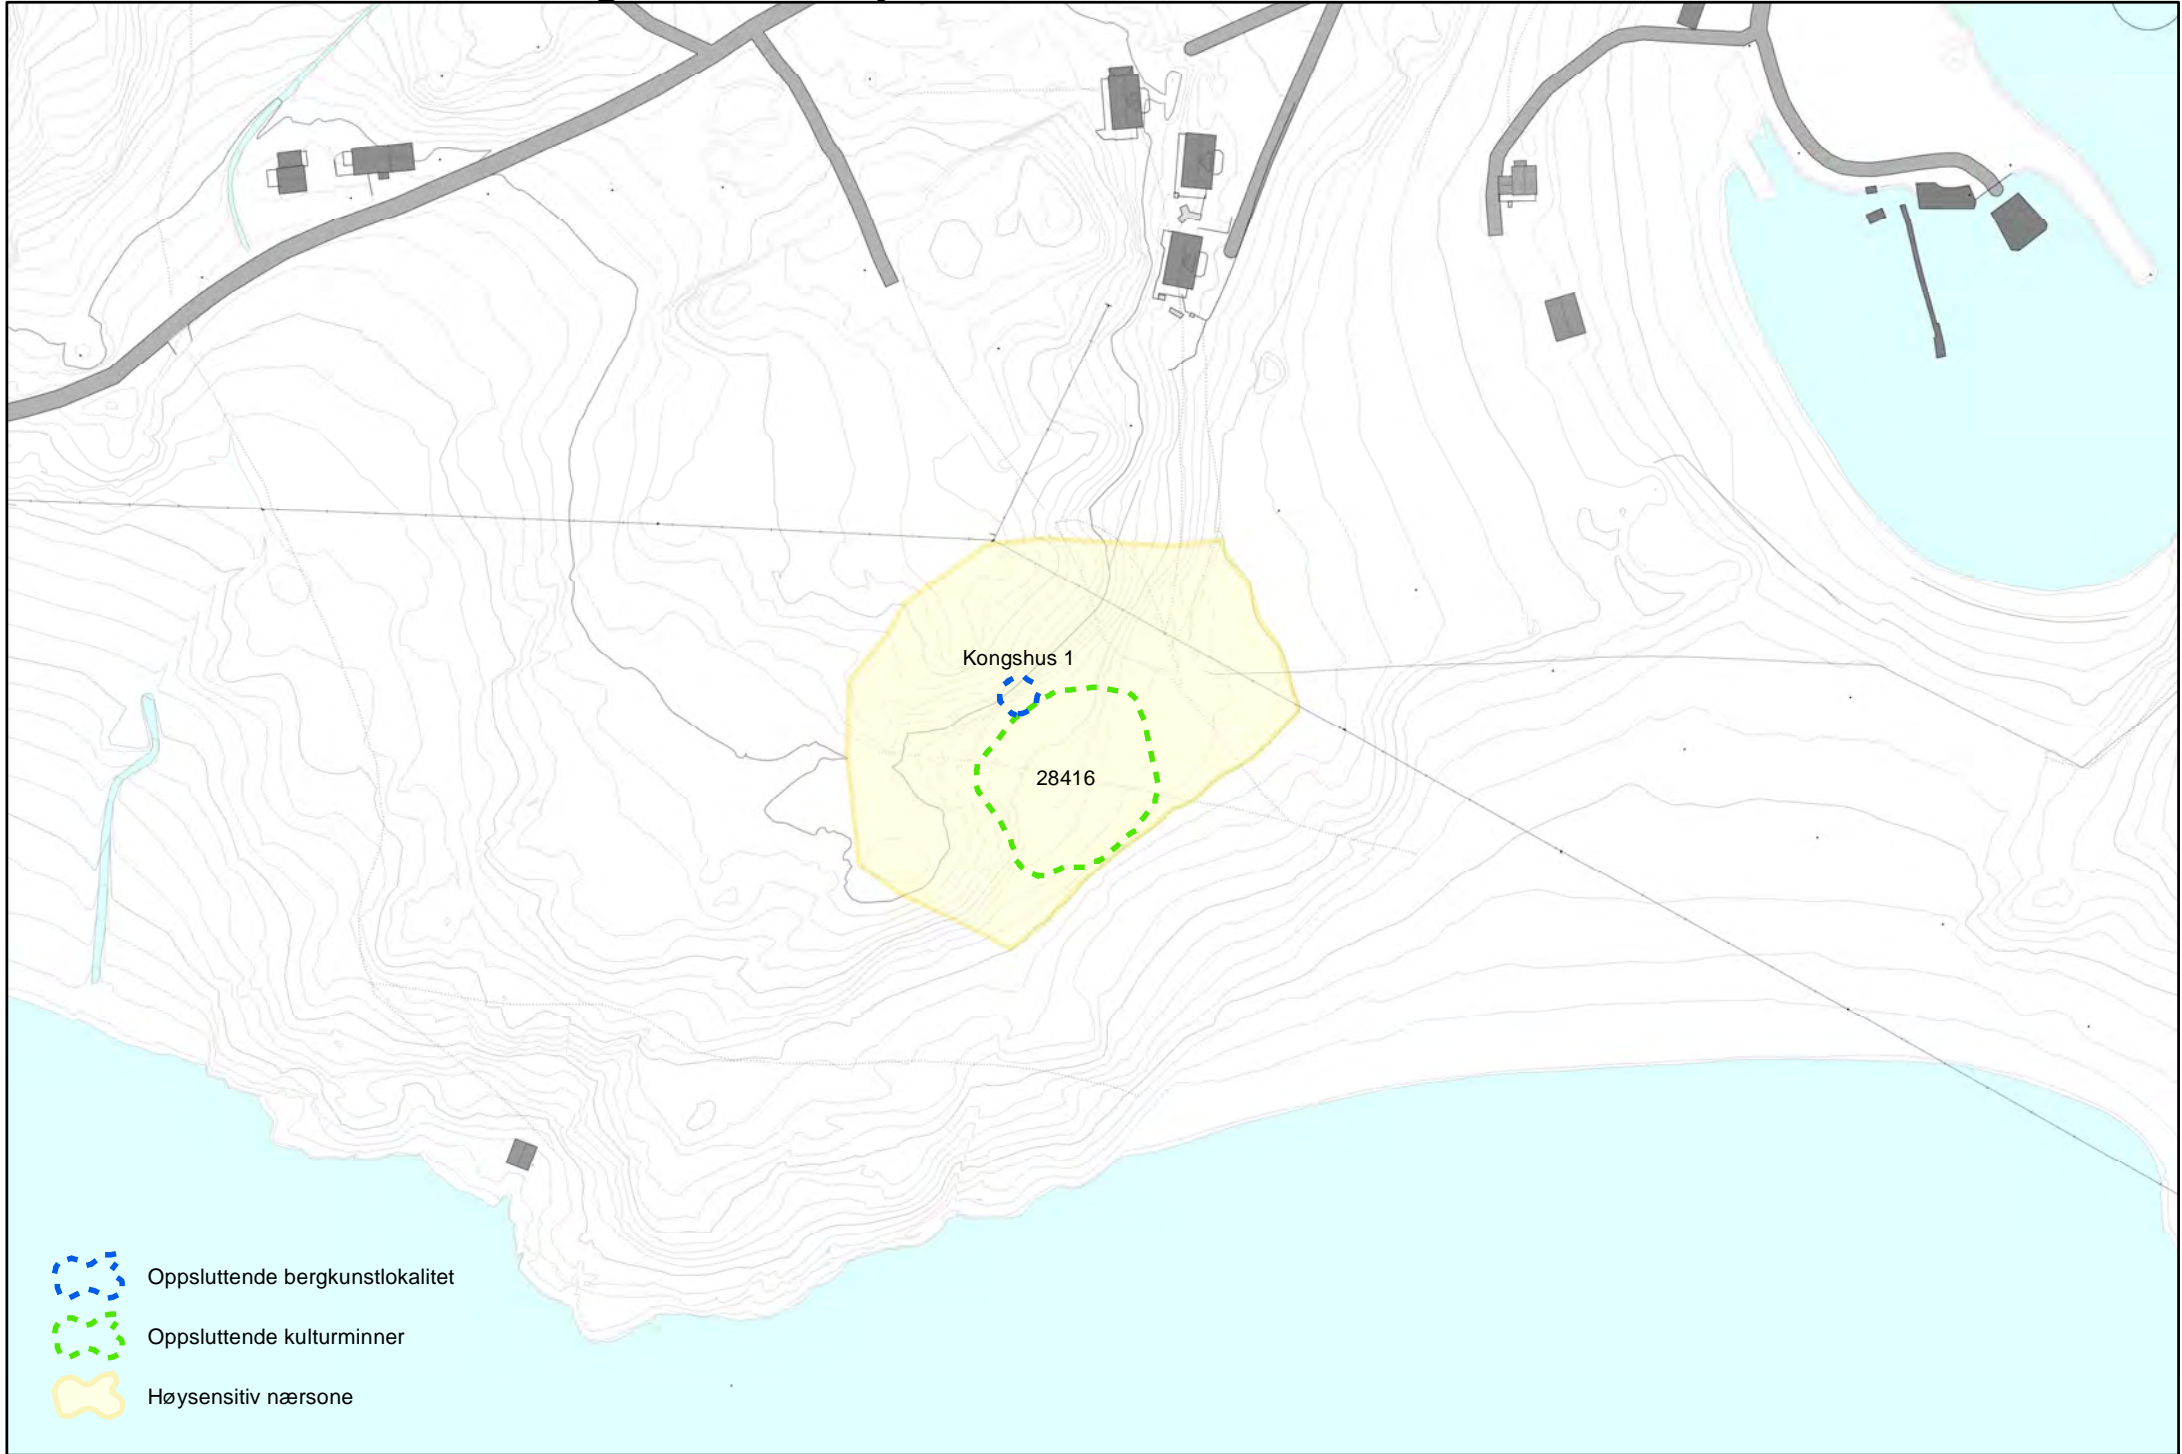 Kongshus 1
28416
Oppsluttende bergkunstlokalitet
Oppsluttende kulturminner
Høysensitiv nærsone